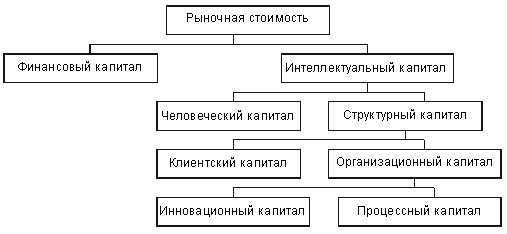 Рыночная стоимость
Финансовый капитал
Интеллектуальный капитал
Человеческий капитал
Структурный капитал
Клиентский капитал
Организационный капитал
Инновационный капитал
Процессный капитал